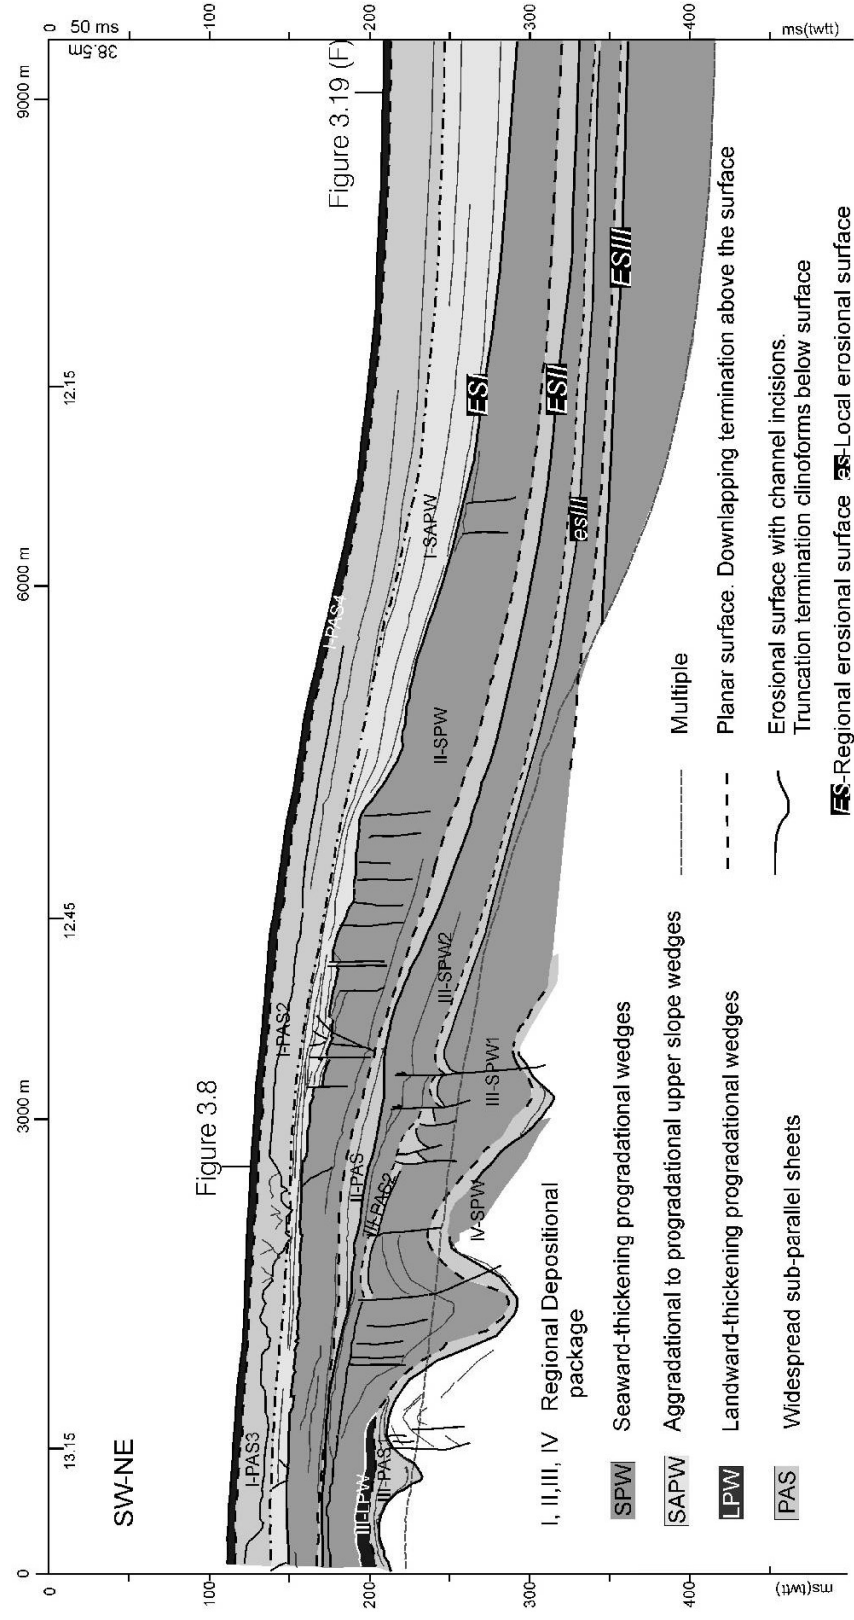 0
3000 m
6000 m
9000 m
13.15
12.45
12.15
50 ms
38.5m
0
100
200
300
400
ms(twtt)
0
100
200
300
400
ms(twtt)
SW-NE
Figure 3.8
Figure 3.19 (F)
I-PAS3
I-PAS2
I-PAS4
I-SAPW
ESI
II-SPW
II-PAS
ESII
III-PAS2
III-SPW2
esIII
III-LPW
III-PAS1
III-SPW1
IV-SPW
ESIII
I, II,III, IV Regional Depositional
package
SPW Seaward-thickening progradational wedges
SAPW Aggradational to progradational upper slope wedges
LPW Landward-thickening progradational wedges
PAS Widespread sub-parallel sheets
Multiple
Planar surface. Downlapping termination above the surface
Erosional surface with channel incisions.
Truncation termination clinoforms below surface
ES-Regional erosional surface es-Local erosional surface